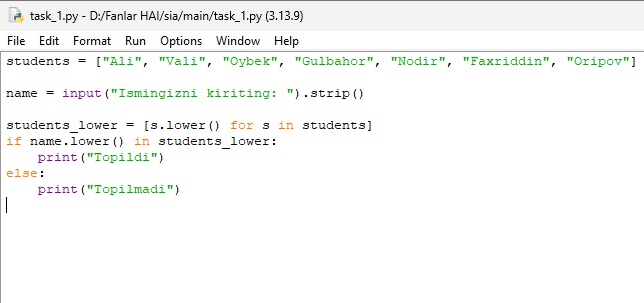 task_1.py - D:/Fanlar HAI/sia/main/task_1.py (3.13.9)
File Edit Format Run Options Window Help
students = ["Ali", "Vali", "Oybek", "Gulbahor", "Nodir", "Faxriddin", "Oripov"]
name = input("Ismingizni kiriting: ").strip()
students_lower = [s.lower() for s in students]
if name.lower() in students_lower:
    print("Topildi")
else:
    print("Topilmadi")